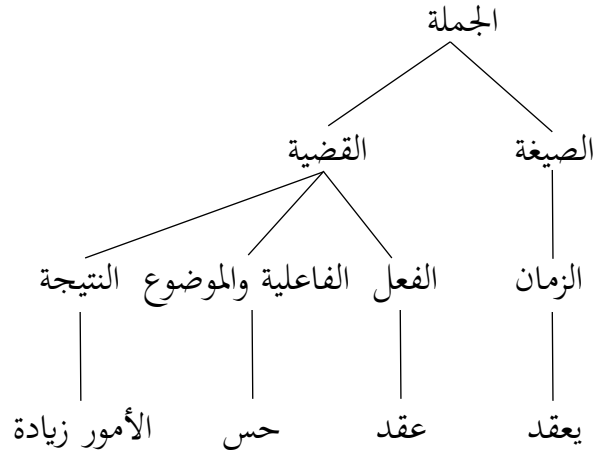 الجملة
الصيغة القضية
الزمان الفعل الفاعلية والموضوع النتيجة
يعقد عقد حس الأمور زيادة